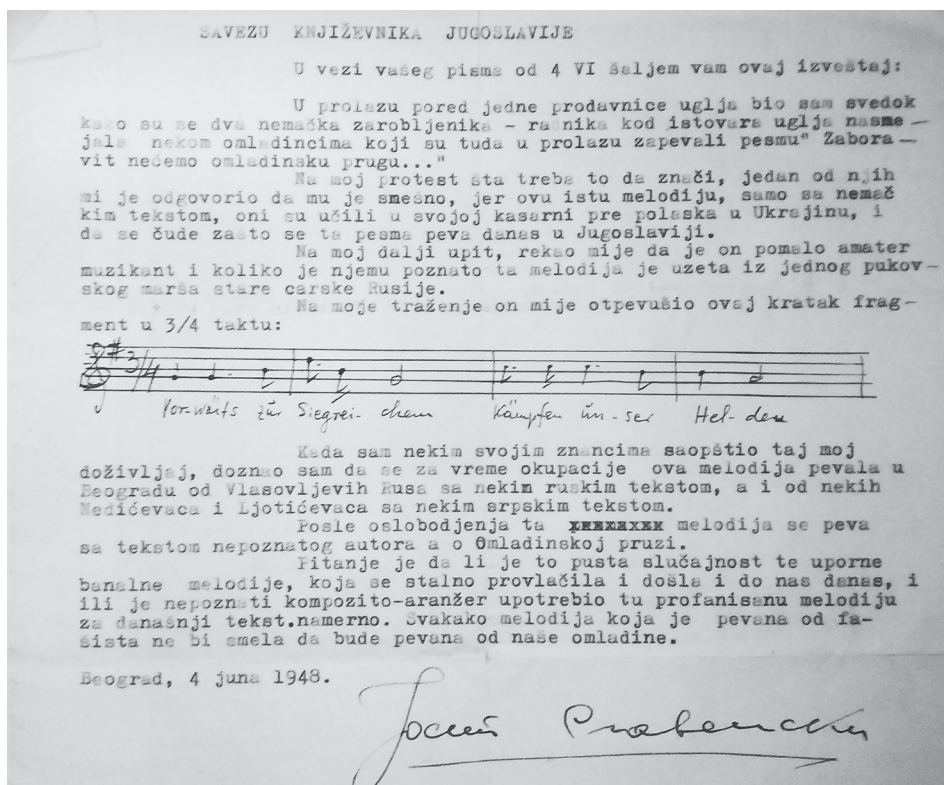 SAVEZU KNJIŽEVNIKA JUGOSLAVIJE
U vezi vašeg pisma od 4 VI šaljem vam ovaj izveštaj:
U prolazu pored jedne prodavnice uglja bio sam svedok
kako su se dva nemačka zarobljenika - radnika kod istovara uglja nasme-
jala nekom omladincima koji su tuda u prolazu zapevali pesmu" Zabora-
vit nećemo omladinsku prugu..."
Na moj protest šta treba to da znači, jedan od njih
mi je odgovorio da mu je smešno, jer ovu istu melodiju, samo sa nemač
kim tekstom, oni su učili u svojoj kasarni pre polaska u Ukrajinu, i
da se čude zašto se ta pesma peva danas u Jugoslaviji.
Na moj dalji upit, rekao mije da je on pomalo amater
muzikant i koliko je njemu poznato ta melodija je uzeta iz jednog pukov-
skog marša stare carske Rusije.
Na moje traženje on mije otpevušio ovaj kratak frag-
ment u 3/4 taktu:
3/4
Vor-wärts zür Siegrei-chem Kämpfen ün-ser Hel-den
Kada sam nekim svojim znancima saopštio taj moj
doživljaj, doznao sam da se za vreme okupacije ova melodija pevala u
Beogradu od Vlasovljevih Rusa sa nekim ruskim tekstom, a i od nekih
Nedićevaca i Ljotićevaca sa nekim srpskim tekstom.
Posle oslobodjenja ta melodija se peva
sa tekstom nepoznatog autora a o Omladinskoj pruzi.
Pitanje je da li je to pusta slučajnost te uporne
banalne melodije, koja se stalno provlačila i došla i do nas danas, i
ili je nepoznati kompozito-aranžer upotrebio tu profanisanu melodiju
za današnji tekst.namerno. Svakako melodija koja je pevana od fa-
šista ne bi smela da bude pevana od naše omladine.
Beograd, 4 juna 1948.